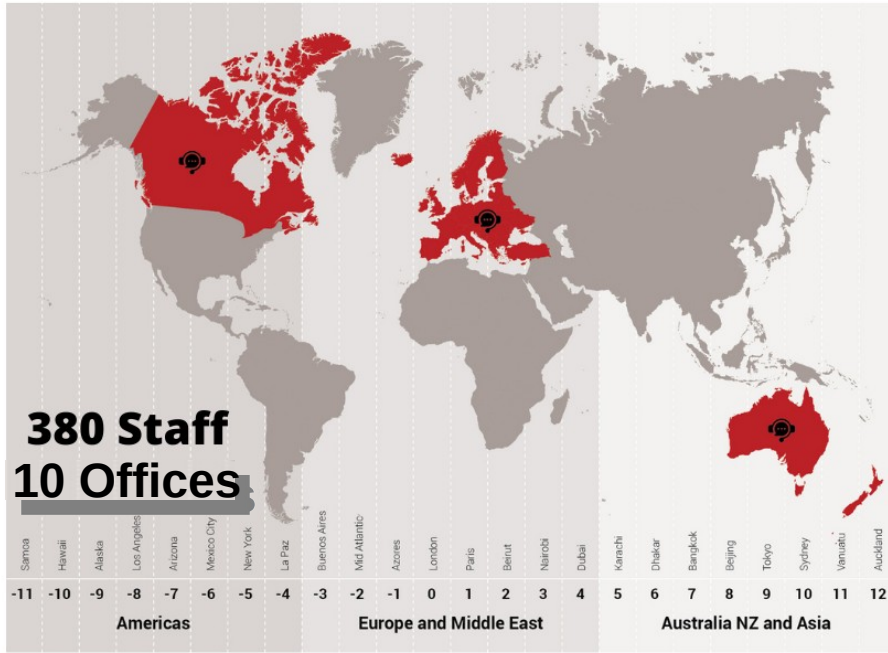 380 Staff
10 Offices
Samoa
Hawaii
Alaska
Los Angeles
Arizona
Mexico City
New York
La Paz
Buenos Aires
Mid Atlantic
Azores
London
Paris
Beirut
Nairobi
Dubai
Karachi
Dhakar
Bangkok
Beijing
Tokyo
Sydney
Vanuatu
Auckland
-11 -10 -9 -8 -7 -6 -5 -4 -3 -2 -1 0 1 2 3 4 5 6 7 8 9 10 11 12
Americas
Europe and Middle East
Australia NZ and Asia